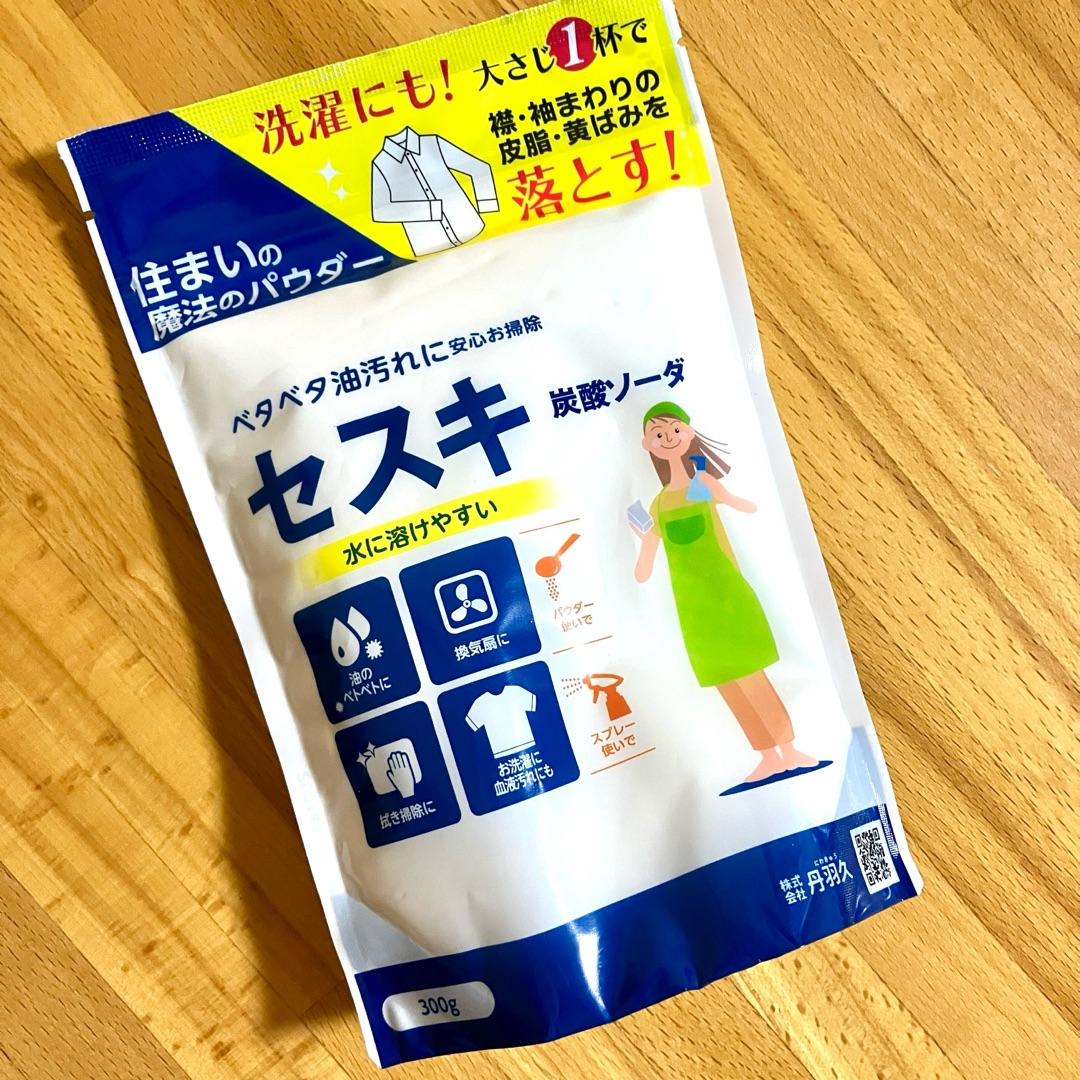 洗濯にも!
大さじ1杯で
襟・袖まわりの
皮脂・黄ばみを
落とす!
住まいの
魔法のパウダー
ベタベタ油汚れに安心お掃除
セスキ炭酸ソーダ
水に溶けやすい
油の
ベトベトに
換気扇に
パウダー
使いで
拭き掃除に
お洗濯に
血液汚れにも
スプレー
使いで
にわきゅう
株式会社 丹羽久
300g